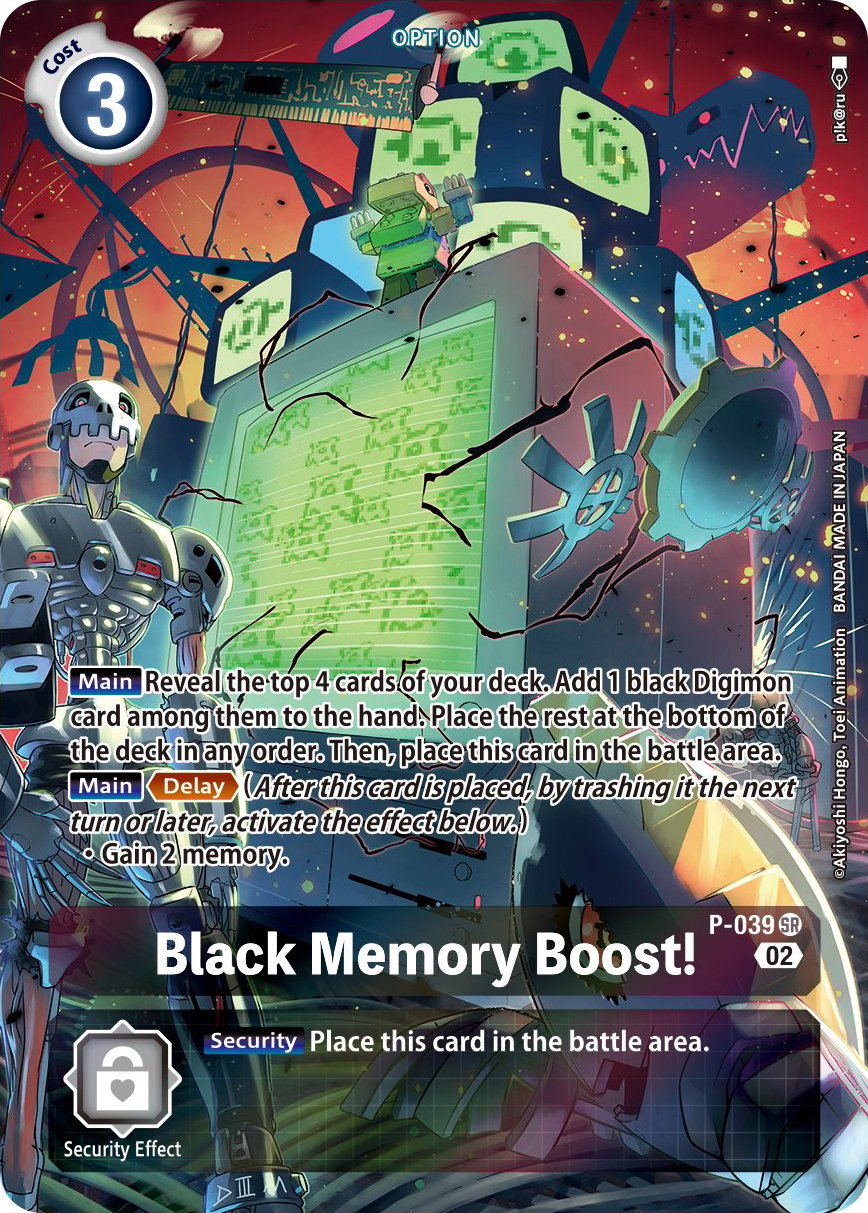 OPTION
Cost
3
p!k@ru
Main Reveal the top 4 cards of your deck. Add 1 black Digimon
card among them to the hand. Place the rest at the bottom of
the deck in any order. Then, place this card in the battle area.
Main Delay (After this card is placed, by trashing it the next
turn or later, activate the effect below.)
・Gain 2 memory.
©Akiyoshi Hongo, Toei Animation BANDAI MADE IN JAPAN
P-039 SR
Black Memory Boost!
02
Security Place this card in the battle area.
Security Effect